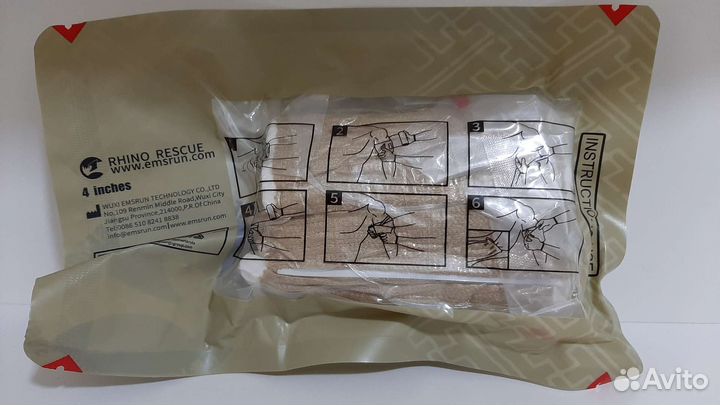 RHINO RESCUE
www.emsrun.com
4 inches
WUXI EMSRUN TECHNOLOGY CO.,LTD
No,109 Renmin Middle Road,Wuxi City
Jiangsu Province,214000,P.R.Of China
Tel:0086 510 8241 8838
info@emsrun.com|www.emsrun.com
1
2
3
4
5
6
Avito